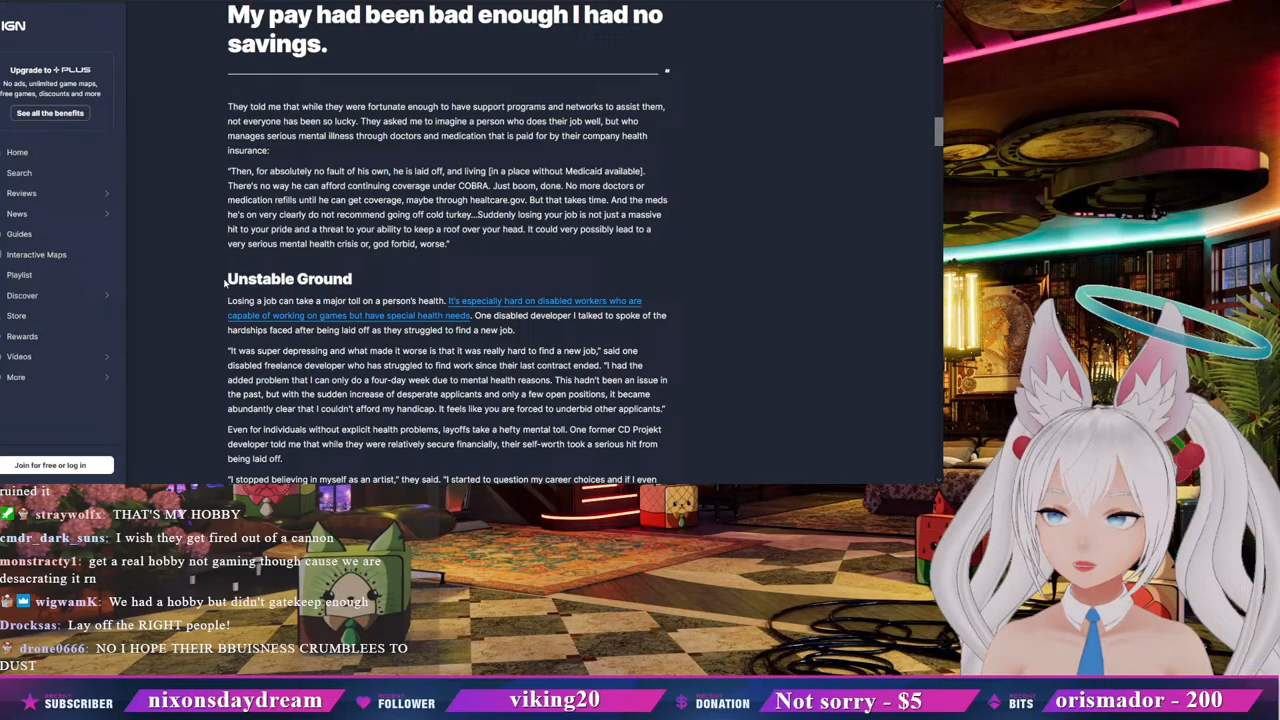 IGN
Upgrade to + PLUS
No ads, unlimited game maps,
free games, discounts and more
See all the benefits
Home
Search
Reviews
News
Guides
Interactive Maps
Playlist
Discover
Store
Rewards
Videos
More
Join for free or log in
My pay had been bad enough I had no
savings.
"
They told me that while they were fortunate enough to have support programs and networks to assist them,
not everyone has been so lucky. They asked me to imagine a person who does their job well, but who
manages serious mental illness through doctors and medication that is paid for by their company health
insurance:
“Then, for absolutely no fault of his own, he is laid off, and living [in a place without Medicaid available].
There's no way he can afford continuing coverage under COBRA. Just boom, done. No more doctors or
medication refills until he can get coverage, maybe through healtcare.gov. But that takes time. And the meds
he's on very clearly do not recommend going off cold turkey...Suddenly losing your job is not just a massive
hit to your pride and a threat to your ability to keep a roof over your head. It could very possibly lead to a
very serious mental health crisis or, god forbid, worse.”
Unstable Ground
Losing a job can take a major toll on a person's health. It's especially hard on disabled workers who are
capable of working on games but have special health needs. One disabled developer I talked to spoke of the
hardships faced after being laid off as they struggled to find a new job.
“It was super depressing and what made it worse is that it was really hard to find a new job,” said one
disabled freelance developer who has struggled to find work since their last contract ended. “I had the
added problem that I can only do a four-day week due to mental health reasons. This hadn't been an issue in
the past, but with the sudden increase of desperate applicants and only a few open positions, it became
abundantly clear that I couldn't afford my handicap. It feels like you are forced to underbid other applicants.”
Even for individuals without explicit health problems, layoffs take a hefty mental toll. One former CD Projekt
developer told me that while they were relatively secure financially, their self-worth took a serious hit from
being laid off.
“I stopped believing in myself as an artist,” they said. “I started to question my career choices and if I even
ruined it
straywolfx: THAT'S MY HOBBY
cmdr_dark_suns: I wish they get fired out of a cannon
monstracty1: get a real hobby not gaming though cause we are
desacrating it rn
wigwamK: We had a hobby but didn't gatekeep enough
Drocksas: Lay off the RIGHT people!
drone0666: NO I HOPE THEIR BBUISNESS CRUMBLEES TO
DUST
RECENT SUBSCRIBER nixonsdaydream RECENT FOLLOWER viking20 RECENT DONATION Not sorry - $5 RECENT BITS orismador - 200